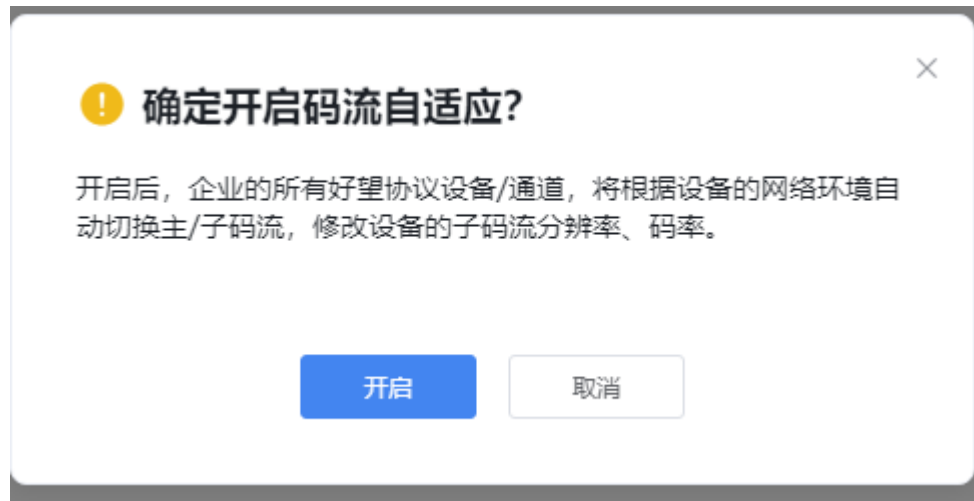 确定开启码流自适应?
开启后，企业的所有好望协议设备/通道，将根据设备的网络环境自
动切换主/子码流，修改设备的子码流分辨率、码率。
开启
取消